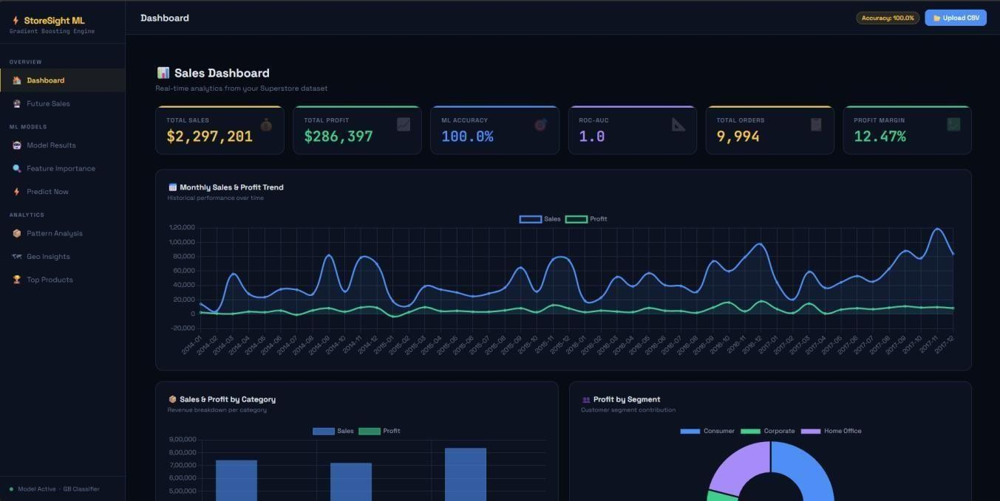 StoreSight ML
Gradient Boosting Engine
OVERVIEW
Dashboard
Future Sales
ML MODELS
Model Results
Feature Importance
Predict Now
ANALYTICS
Pattern Analysis
Geo Insights
Top Products
Model Active · GB Classifier
Dashboard
Accuracy: 100.0%
Upload CSV
Sales Dashboard
Real-time analytics from your Superstore dataset
TOTAL SALES
$2,297,201
TOTAL PROFIT
$286,397
ML ACCURACY
100.0%
ROC-AUC
1.0
TOTAL ORDERS
9,994
PROFIT MARGIN
12.47%
Monthly Sales & Profit Trend
Historical performance over time
Sales Profit
1,20,000
1,00,000
80,000
60,000
40,000
20,000
0
-20,000
2014-01
2014-02
2014-03
2014-04
2014-05
2014-06
2014-07
2014-08
2014-09
2014-10
2014-11
2014-12
2015-01
2015-02
2015-03
2015-04
2015-05
2015-06
2015-07
2015-08
2015-09
2015-10
2015-11
2015-12
2016-01
2016-02
2016-03
2016-04
2016-05
2016-06
2016-07
2016-08
2016-09
2016-10
2016-11
2016-12
2017-01
2017-02
2017-03
2017-04
2017-05
2017-06
2017-07
2017-08
2017-09
2017-10
2017-11
2017-12
Sales & Profit by Category
Revenue breakdown per category
Sales Profit
9,00,000
8,00,000
7,00,000
6,00,000
5,00,000
Profit by Segment
Customer segment contribution
Consumer Corporate Home Office